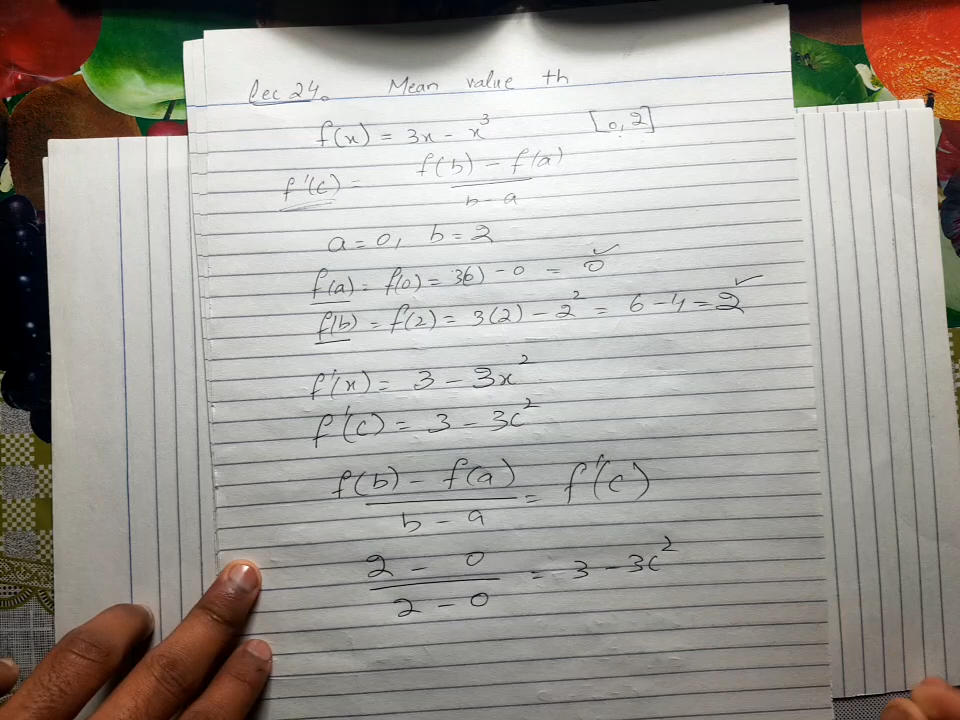 Lec 24. Mean value th
f(x) = 3x - x³ [0, 2]
f'(c) = f(b) - f(a) / b - a
a = 0, b = 2
f(a) = f(0) = 3(0) - 0 = 0 ✓
f(b) = f(2) = 3(2) - 2² = 6 - 4 = 2 ✓
f'(x) = 3 - 3x²
f'(c) = 3 - 3c²
f(b) - f(a) / b - a = f'(c)
2 - 0 / 2 - 0 = 3 - 3c²